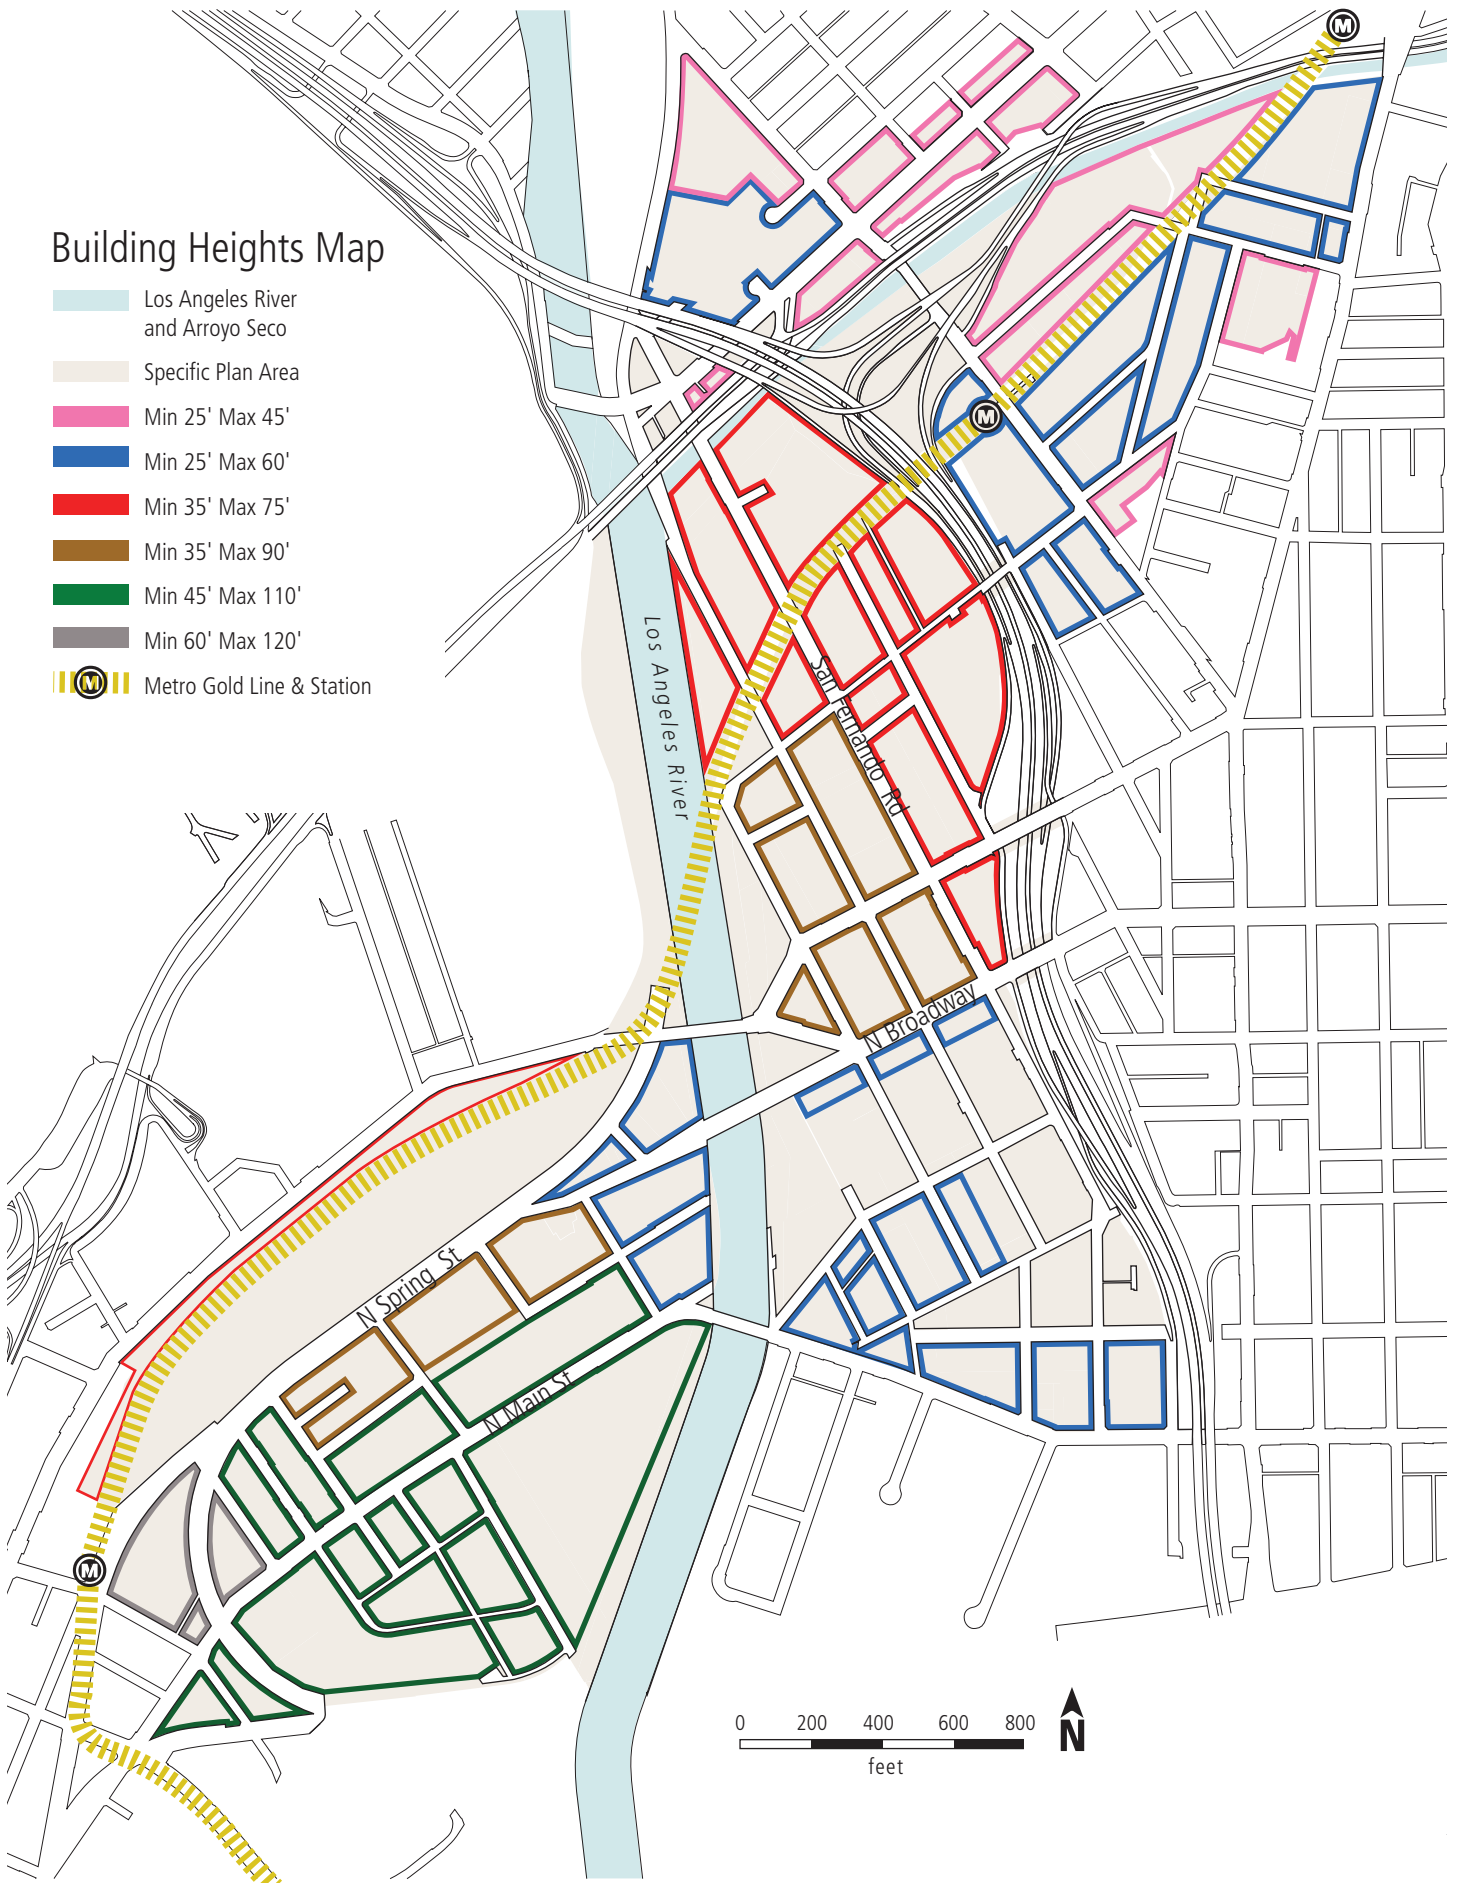 M
Building Heights Map
Los Angeles River
and Arroyo Seco
Specific Plan Area
Min 25' Max 45'
Min 25' Max 60'
M
Min 35' Max 75'
Min 35' Max 90'
Min 45' Max 110'
Min 60' Max 120'
M
Metro Gold Line & Station
Los Angeles River
San Fernando Rd
N Broadway
N Spring St
N Main St
M
0 200 400 600 800
feet
N